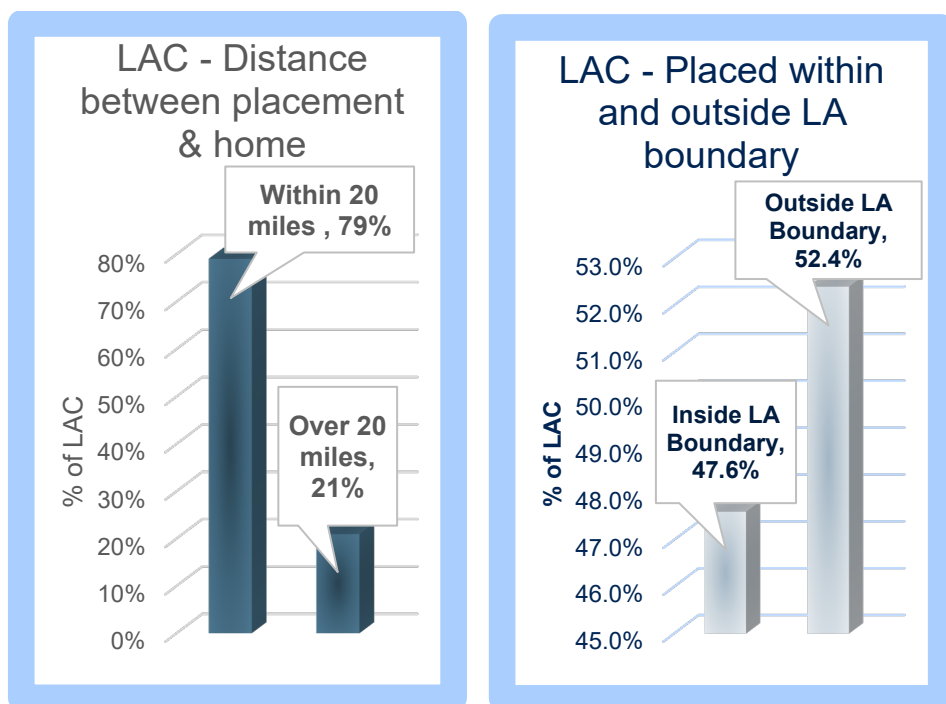 LAC - Distance
between placement
& home
Within 20
miles , 79%
80%
70%
60%
50%
40%
30%
20%
10%
0%
% of LAC
Over 20
miles,
21%
LAC - Placed within
and outside LA
boundary
Outside LA
Boundary,
52.4%
53.0%
52.0%
51.0%
50.0%
49.0%
48.0%
47.0%
46.0%
45.0%
% of LAC
Inside LA
Boundary,
47.6%